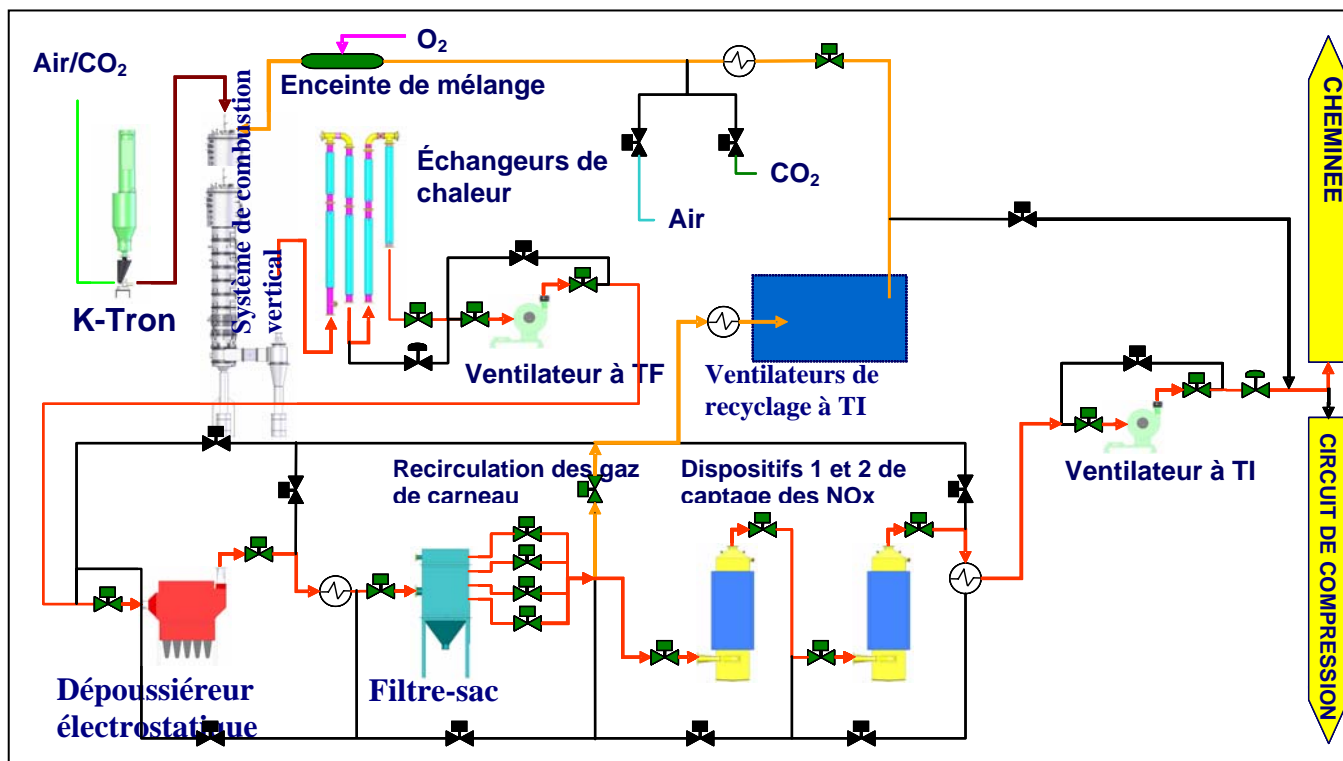 O2
Air/CO2
Enceinte de mélange
Système de combustion
vertical
Échangeurs de
chaleur
CO2
Air
K-Tron
Ventilateur à TF
Ventilateurs de
recyclage à TI
CHEMINEE
Ventilateur à TI
Recirculation des gaz
de carneau
Dispositifs 1 et 2 de
captage des NOx
CIRCUIT DE COMPRESSION
Dépoussiéreur
électrostatique
Filtre-sac